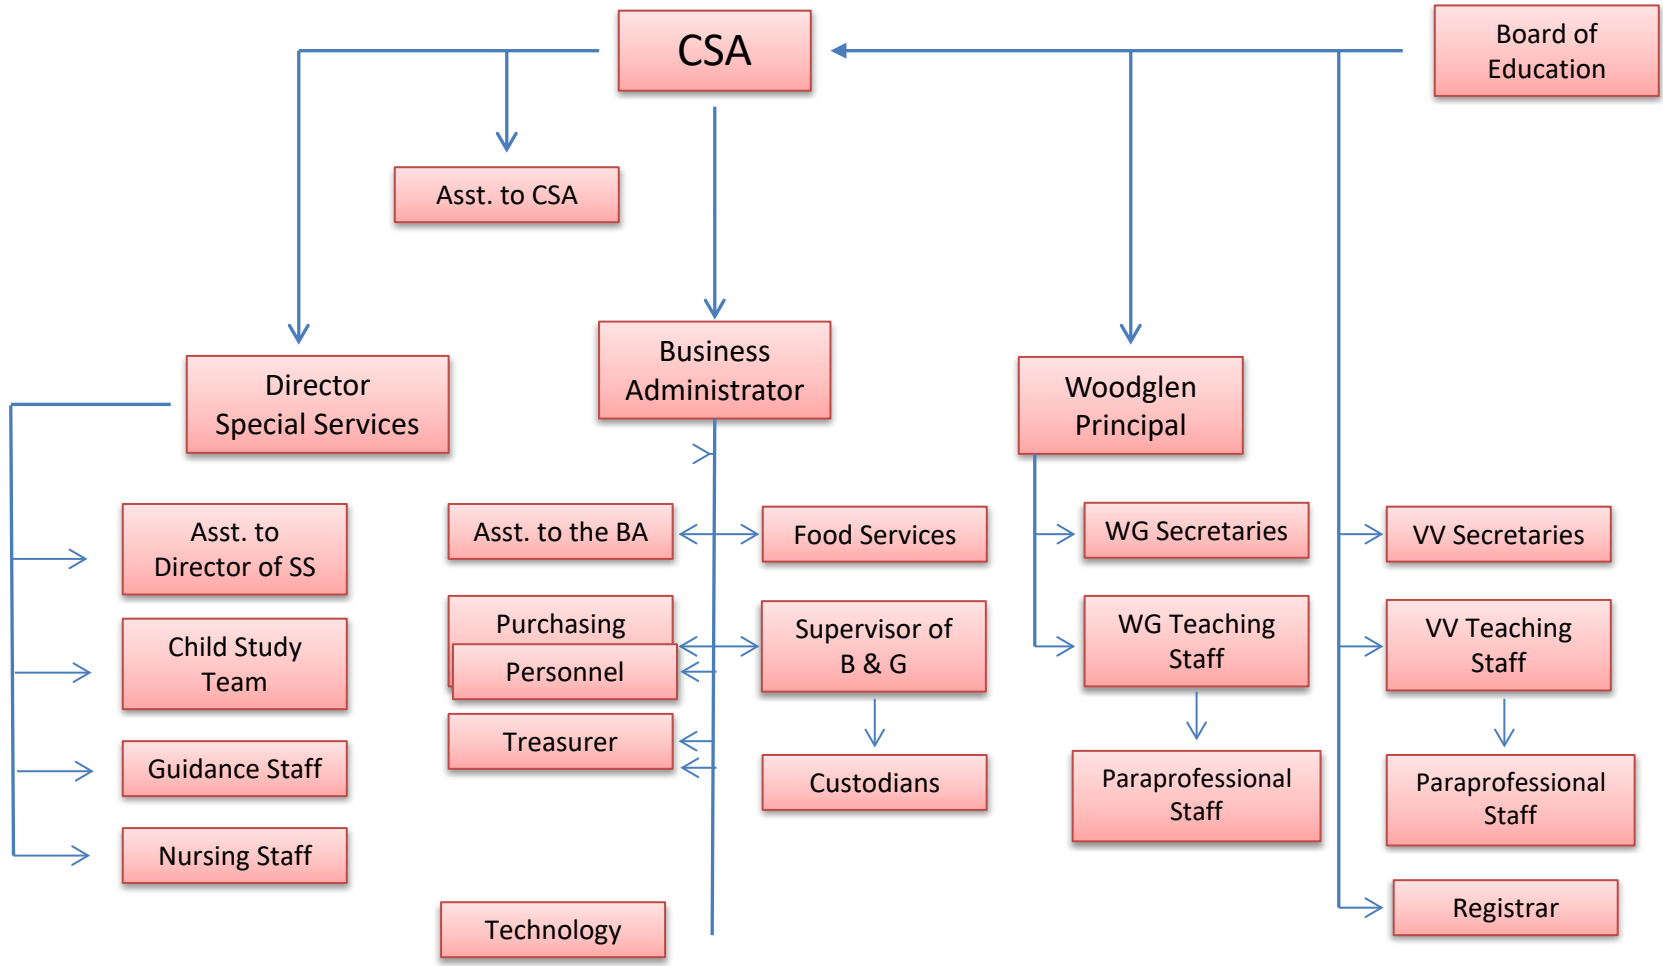 CSA
Board of
Education
Asst. to CSA
Business
Administrator
Director
Special Services
Woodglen
Principal
Asst. to
Director of SS
Child Study
Team
Guidance Staff
Nursing Staff
Asst. to the BA
Purchasing
Personnel
Treasurer
Technology
Food Services
Supervisor of
B & G
Custodians
WG Secretaries
WG Teaching
Staff
Paraprofessional
Staff
VV Secretaries
VV Teaching
Staff
Paraprofessional
Staff
Registrar